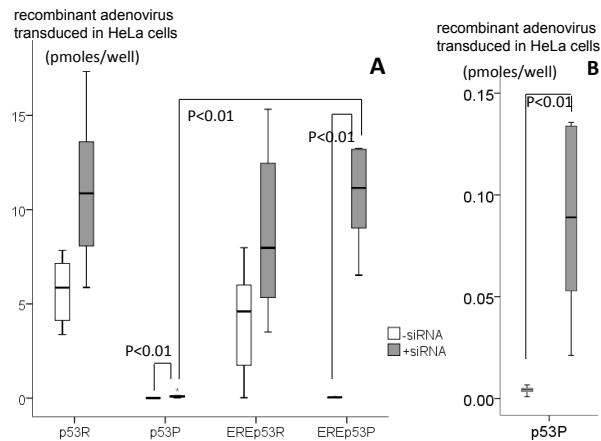 recombinant adenovirus
transduced in HeLa cells
(pmoles/well)
A
P<0.01
P<0.01
P<0.01
15
10
5
0
p53R
p53P
EREp53R
EREp53P
-siRNA
+siRNA
recombinant adenovirus
transduced in HeLa cells
(pmoles/well)
B
P<0.01
0.15
0.10
0.05
0.00
p53P